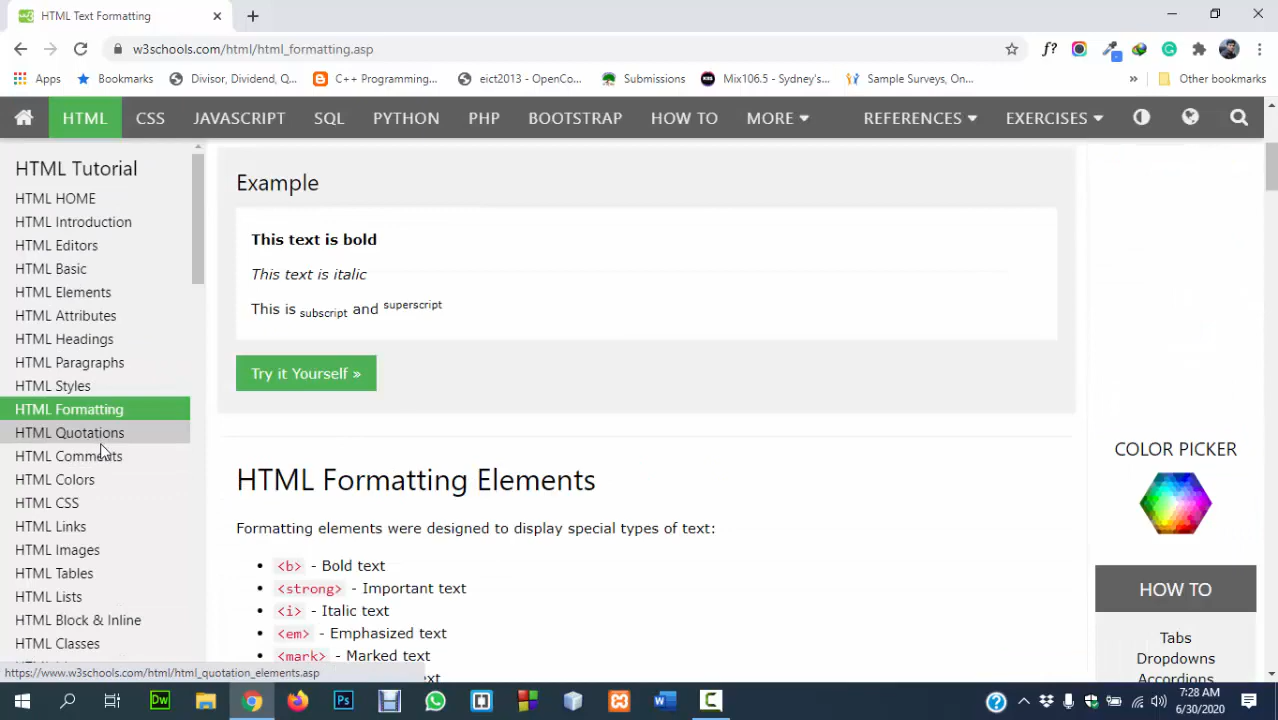 HTML Text Formatting
w3schools.com/html/html_formatting.asp
f?
Apps
Bookmarks
Divisor, Dividend, Q...
C++ Programming...
eict2013 - OpenCo...
Submissions
Mix106.5 - Sydney's...
Sample Surveys, On...
»
Other bookmarks
HTML
CSS
JAVASCRIPT
SQL
PYTHON
PHP
BOOTSTRAP
HOW TO
MORE
REFERENCES
EXERCISES
HTML Tutorial
HTML HOME
HTML Introduction
HTML Editors
HTML Basic
HTML Elements
HTML Attributes
HTML Headings
HTML Paragraphs
HTML Styles
HTML Formatting
HTML Quotations
HTML Comments
HTML Colors
HTML CSS
HTML Links
HTML Images
HTML Tables
HTML Lists
HTML Block & Inline
HTML Classes
https://www.w3schools.com/html/html_quotation_elements.asp
Example
This text is bold
This text is italic
This is subscript and superscript
Try it Yourself »
HTML Formatting Elements
Formatting elements were designed to display special types of text:
• <b> - Bold text
• <strong> - Important text
• <i> - Italic text
• <em> - Emphasized text
• <mark> - Marked text
COLOR PICKER
HOW TO
Tabs
Dropdowns
Accordions
Dw
Ps
W
C
7:28 AM
6/30/2020